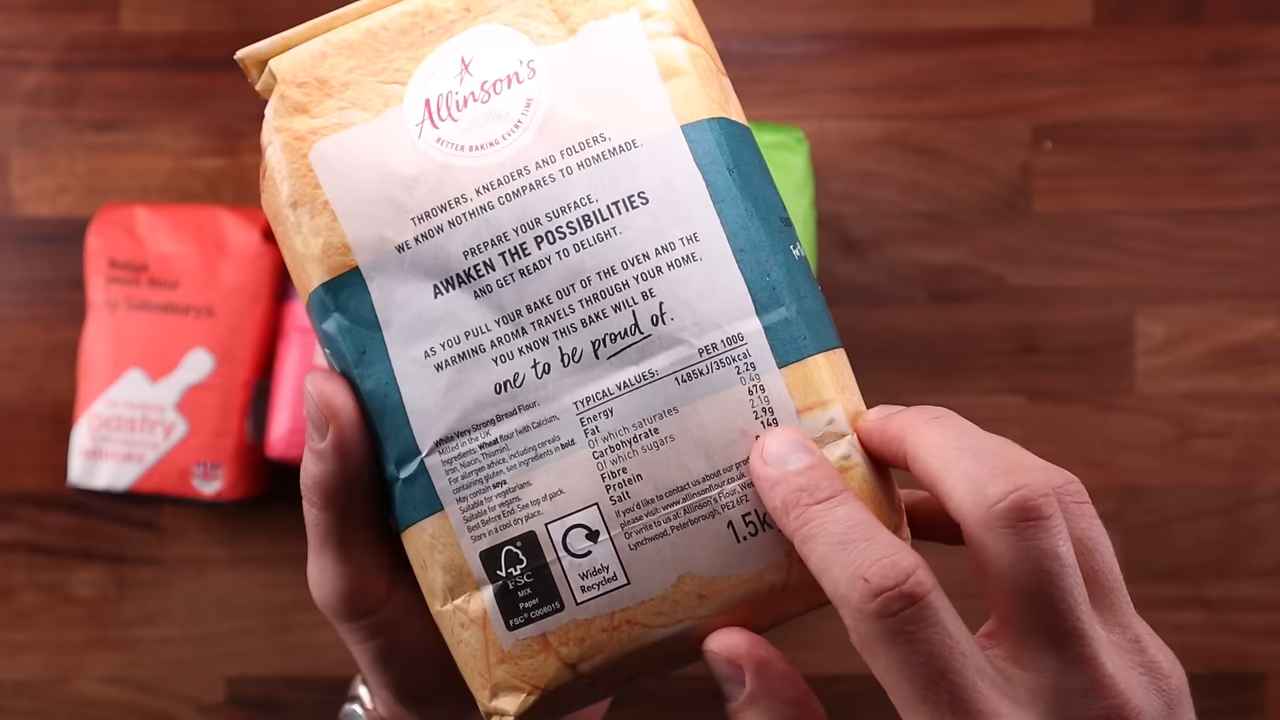 Allinson's
BETTER BAKING EVERY TIME
THROWERS, KNEADERS AND FOLDERS,
WE KNOW NOTHING COMPARES TO HOMEMADE.
PREPARE YOUR SURFACE,
AWAKEN THE POSSIBILITIES
AND GET READY TO DELIGHT.
AS YOU PULL YOUR BAKE OUT OF THE OVEN AND THE
WARMING AROMA TRAVELS THROUGH YOUR HOME,
YOU KNOW THIS BAKE WILL BE
one to be proud of.
White Very Strong Bread Flour.
Milled in the UK
Ingredients: Wheat flour (with Calcium,
Iron, Niacin, Thiamin).
For allergen advice, including cereals
containing gluten, see ingredients in bold.
May contain soya.
Suitable for vegetarians.
Suitable for vegans.
Best Before End: See top of pack.
Store in a cool dry place.
TYPICAL VALUES: PER 100G
Energy 1485kJ/350kcal
Fat 2.2g
Of which saturates 0.4g
Carbohydrate 67g
Of which sugars 2.1g
Fibre 2.9g
Protein 14g
Salt
If you'd like to contact us about our
please visit: www.allinsonflour.co.uk
Or write to us at: Allinson's Flour,
Lynchwood, Peterborough, PE2 6FZ
1.5k
FSC
MIX
Paper
FSC® C008015
Widely
Recycled
by Sainsbury's
pastry